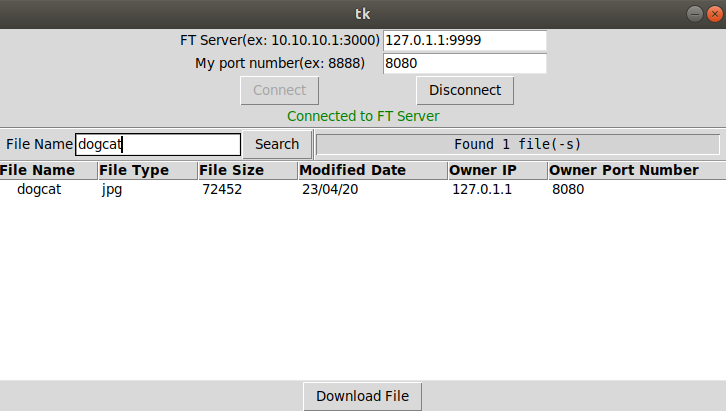 tk
FT Server(ex: 10.10.10.1:3000) 127.0.1.1:9999
My port number(ex: 8888) 8080
Connect Disconnect
Connected to FT Server
File Name dogcat Search Found 1 file(-s)
File Name File Type File Size Modified Date Owner IP Owner Port Number
dogcat jpg 72452 23/04/20 127.0.1.1 8080
Download File